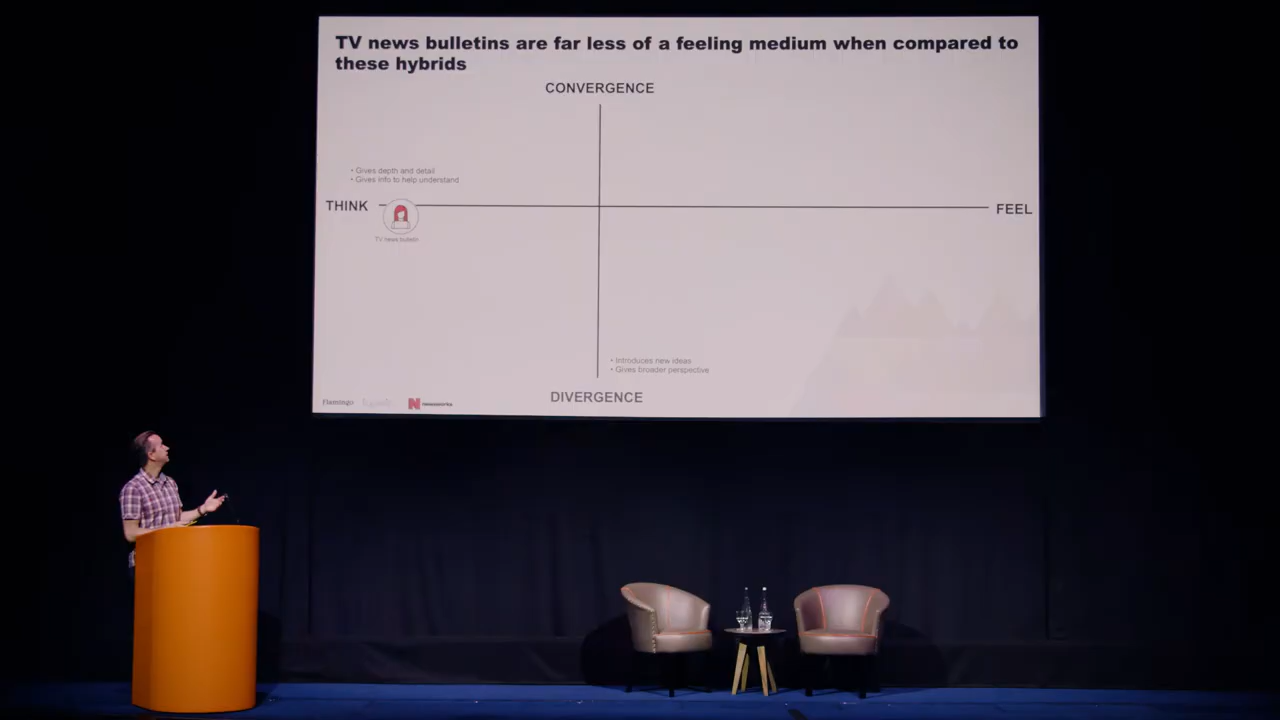 TV news bulletins are far less of a feeling medium when compared to
these hybrids
CONVERGENCE
• Gives depth and detail
• Gives info to help understand
THINK
FEEL
TV news bulletin
• Introduces new ideas
• Gives broader perspective
DIVERGENCE
Flamingo
newsworks